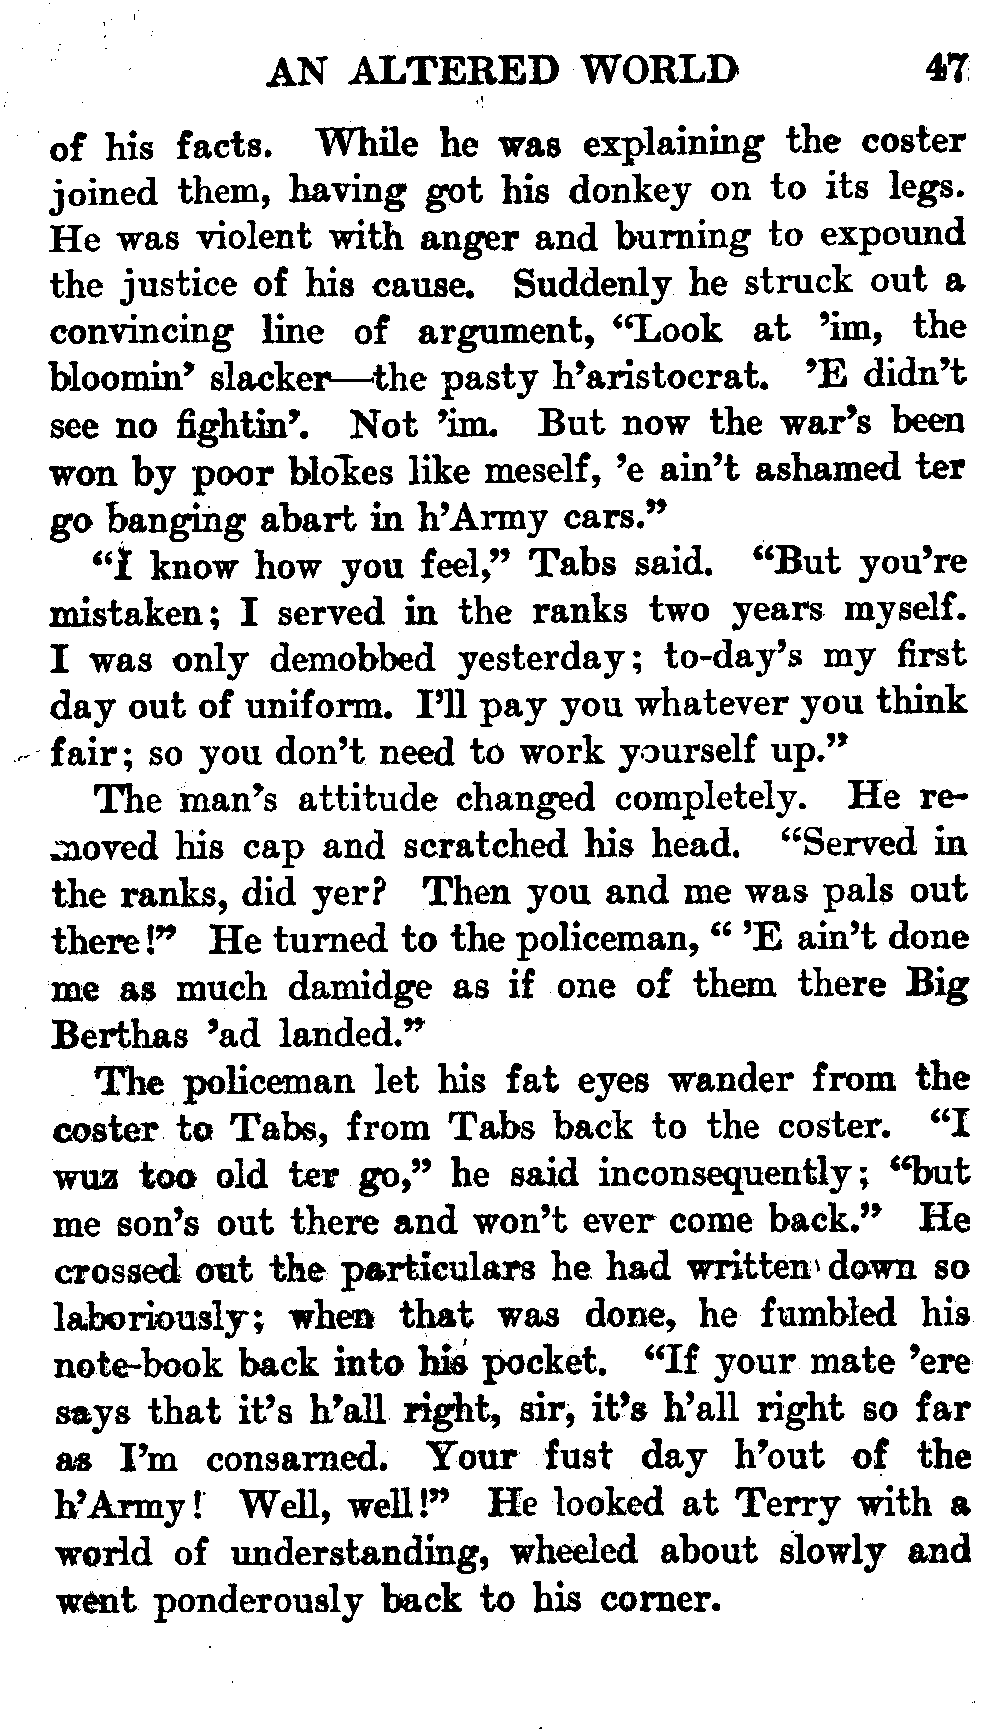 AN ALTERED WORLD 47
of his facts. While he was explaining the coster
joined them, having got his donkey on to its legs.
He was violent with anger and burning to expound
the justice of his cause. Suddenly he struck out a
convincing line of argument, “Look at ’im, the
bloomin’ slacker—the pasty h’aristocrat. ’E didn’t
see no fightin’. Not ’im. But now the war’s been
won by poor blokes like meself, ’e ain’t ashamed ter
go banging abart in h’Army cars.”
“I know how you feel,” Tabs said. “But you’re
mistaken; I served in the ranks two years myself.
I was only demobbed yesterday; to-day’s my first
day out of uniform. I’ll pay you whatever you think
fair; so you don’t need to work yourself up.”
The man’s attitude changed completely. He re-
moved his cap and scratched his head. “Served in
the ranks, did yer? Then you and me was pals out
there!” He turned to the policeman, “ ’E ain’t done
me as much damidge as if one of them there Big
Berthas ’ad landed.”
The policeman let his fat eyes wander from the
coster to Tabs, from Tabs back to the coster. “I
wuz too old ter go,” he said inconsequently; “but
me son’s out there and won’t ever come back.” He
crossed out the particulars he had written down so
laboriously; when that was done, he fumbled his
note-book back into his pocket. “If your mate ’ere
says that it’s h’all right, sir, it’s h’all right so far
as I’m consarned. Your fust day h’out of the
h’Army! Well, well!” He looked at Terry with a
world of understanding, wheeled about slowly and
went ponderously back to his corner.